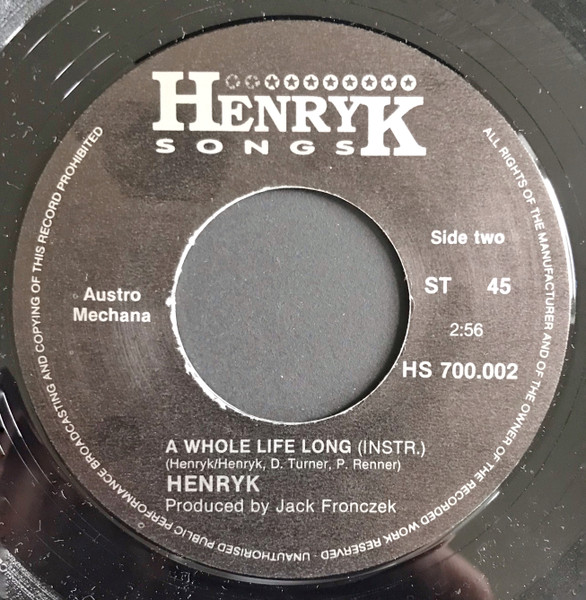 HENRYK
SONGS
Side two
Austro
Mechana
ST 45
2:56
HS 700.002
A WHOLE LIFE LONG (INSTR.)
(Henryk/Henryk, D. Turner, P. Renner)
HENRYK
Produced by Jack Fronczek
ALL RIGHTS OF THE MANUFACTURER AND OF THE OWNER OF THE RECORDED WORK RESERVED · UNAUTHORISED PUBLIC PERFORMANCE BROADCASTING AND COPYING OF THIS RECORD PROHIBITED